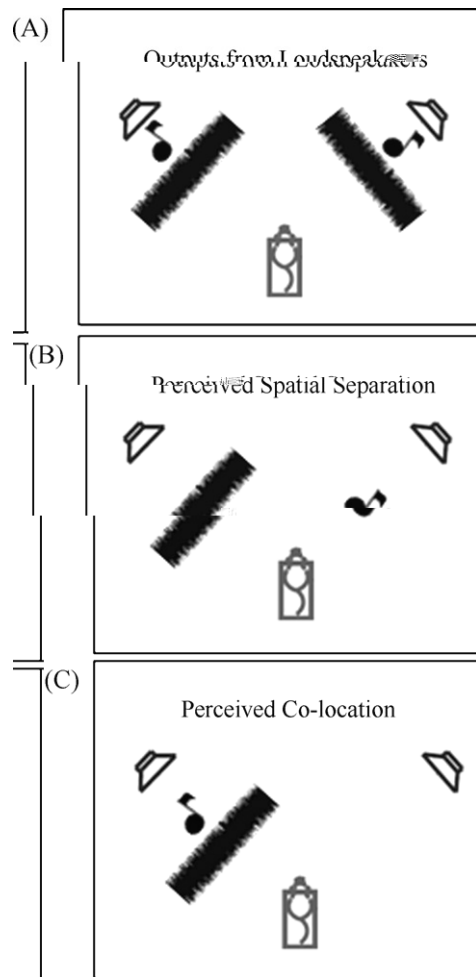 (A)
Outputs from Loudspeakers
(B)
Perceived Spatial Separation
(C)
Perceived Co-location